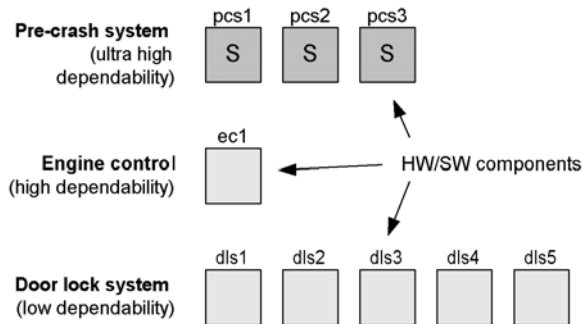 pcs1 pcs2 pcs3
Pre-crash system
(ultra high
dependability)
S S S
ec1
Engine control
(high dependability)
HW/SW components
dls1 dls2 dls3 dls4 dls5
Door lock system
(low dependability)